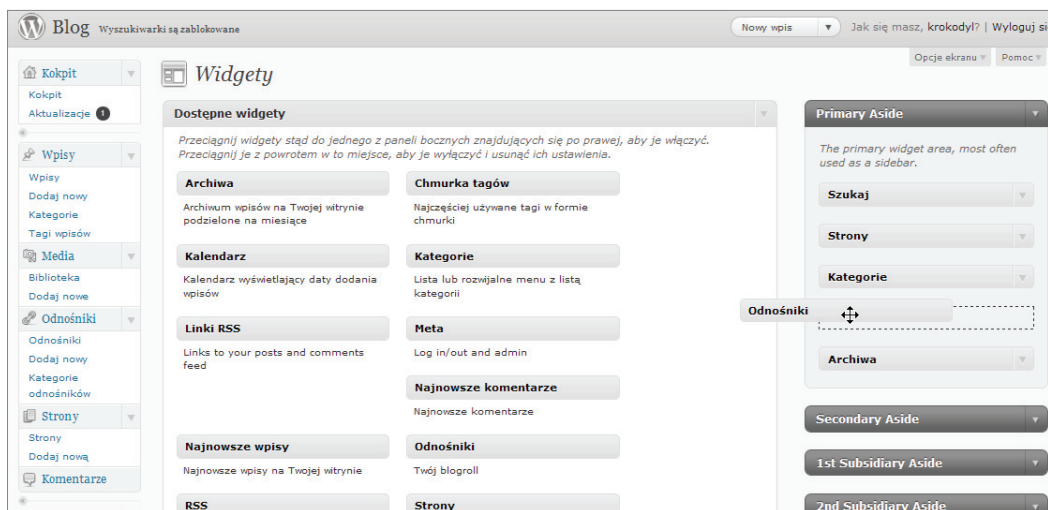 Blog Wyszukiwarki są zablokowane
Nowy wpis
Jak się masz, krokodyl? | Wyloguj si
Opcje ekranu
Pomoc
Kokpit
Kokpit
Aktualizacje 1
Wpisy
Wpisy
Dodaj nowy
Kategorie
Tagi wpisów
Media
Biblioteka
Dodaj nowe
Odnośniki
Odnośniki
Dodaj nowy
Kategorie
odnośników
Strony
Strony
Dodaj nową
Komentarze
Widgety
Dostępne widgety
Przeciągnij widgety stąd do jednego z paneli bocznych znajdujących się po prawej, aby je włączyć.
Przeciągnij je z powrotem w to miejsce, aby je wyłączyć i usunąć ich ustawienia.
Archiwa
Archiwum wpisów na Twojej witrynie
podzielone na miesiące
Chmurka tagów
Najczęściej używane tagi w formie
chmurki
Kalendarz
Kalendarz wyświetlający daty dodania
wpisów
Kategorie
Lista lub rozwijalne menu z listą
kategorii
Linki RSS
Links to your posts and comments
feed
Meta
Log in/out and admin
Najnowsze komentarze
Najnowsze komentarze
Najnowsze wpisy
Najnowsze wpisy na Twojej witrynie
Odnośniki
Twój blogroll
RSS
Strony
Primary Aside
The primary widget area, most often
used as a sidebar.
Szukaj
Strony
Kategorie
Odnośniki
Archiwa
Secondary Aside
1st Subsidiary Aside
2nd Subsidiary Aside